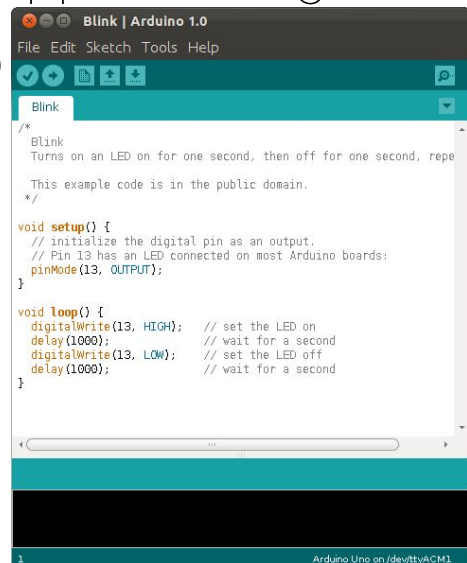 Blink | Arduino 1.0
File Edit Sketch Tools Help
Blink
/*
  Blink
  Turns on an LED on for one second, then off for one second, repe

  This example code is in the public domain.
 */

void setup() {
  // initialize the digital pin as an output.
  // Pin 13 has an LED connected on most Arduino boards:
  pinMode(13, OUTPUT);
}

void loop() {
  digitalWrite(13, HIGH);   // set the LED on
  delay(1000);              // wait for a second
  digitalWrite(13, LOW);    // set the LED off
  delay(1000);              // wait for a second
}
1
Arduino Uno on /dev/ttyACM1